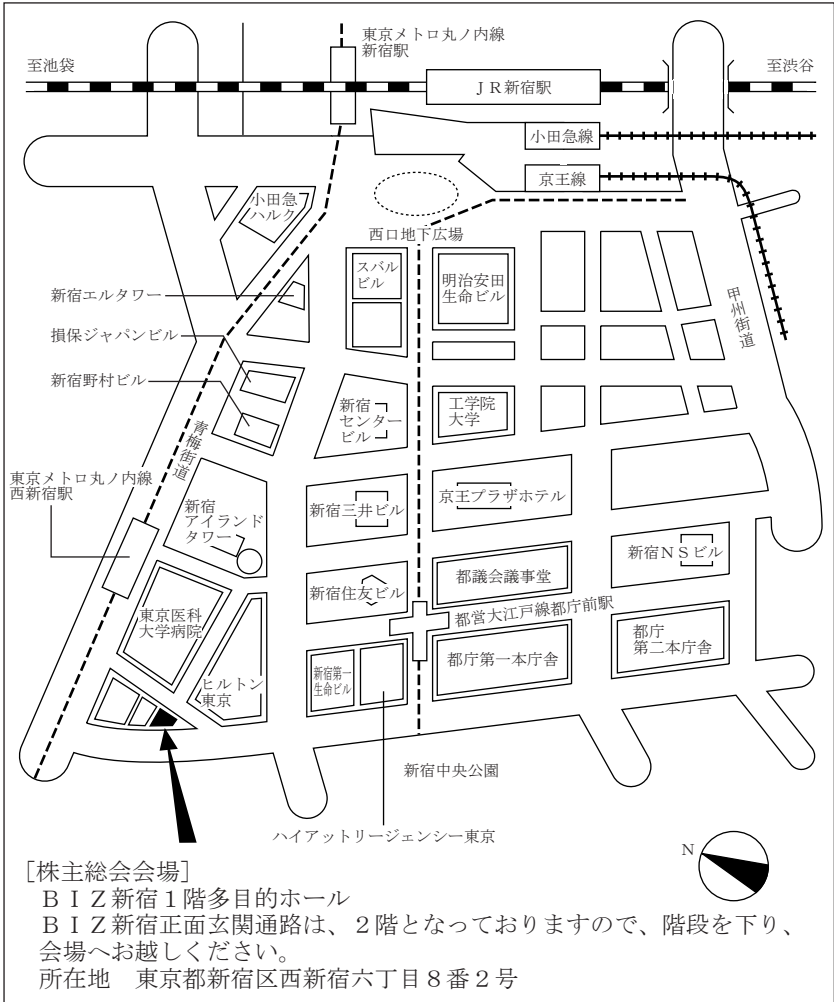 東京メトロ丸ノ内線
新宿駅
至池袋
至渋谷
ＪＲ新宿駅
小田急線
京王線
小田急
ハルク
西口地下広場
スバル
ビル
明治安田
生命ビル
新宿エルタワー
甲州街道
損保ジャパンビル
新宿野村ビル
新宿
センター
ビル
工学院
大学
青梅街道
東京メトロ丸ノ内線
西新宿駅
新宿
アイランド
タワー
新宿三井ビル
京王プラザホテル
新宿ＮＳビル
新宿住友ビル
都議会議事堂
都営大江戸線都庁前駅
東京医科
大学病院
都庁
第二本庁舎
新宿第一
生命ビル
都庁第一本庁舎
ヒルトン
東京
新宿中央公園
ハイアットリージェンシー東京
N
［株主総会会場］
ＢＩＺ新宿１階多目的ホール
ＢＩＺ新宿正面玄関通路は、２階となっておりますので、階段を下り、
会場へお越しください。
所在地　東京都新宿区西新宿六丁目８番２号